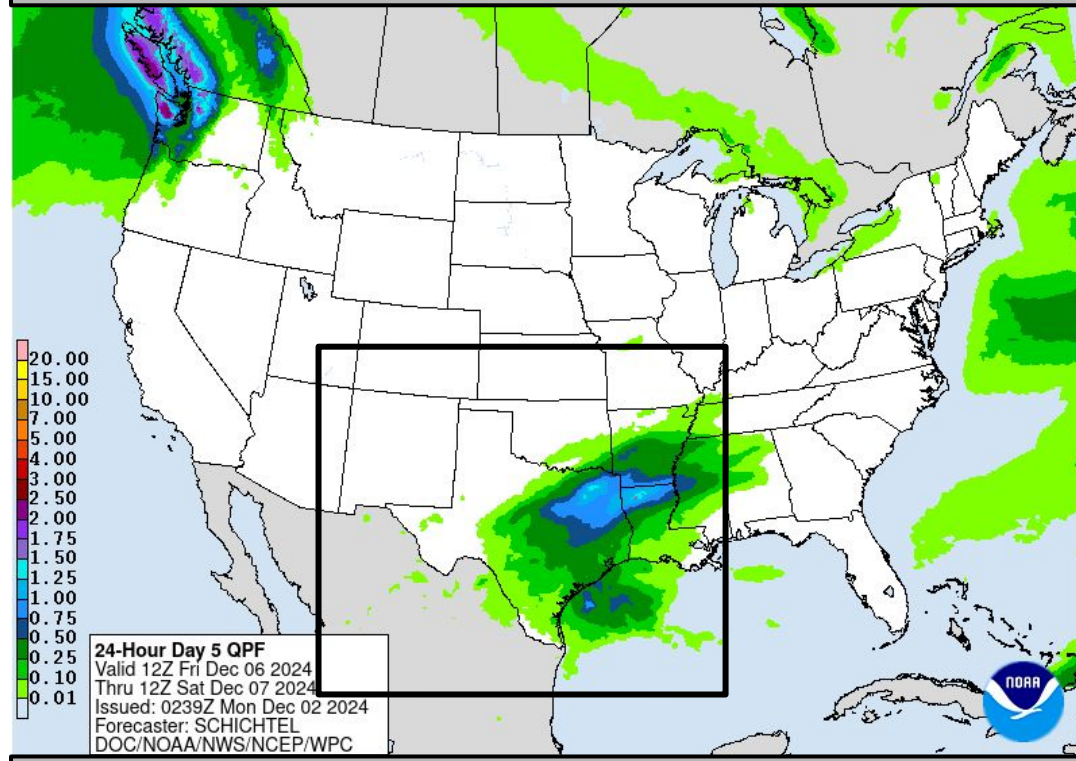 20.00
15.00
10.00
7.00
5.00
4.00
3.00
2.50
2.00
1.75
1.50
1.25
1.00
0.75
0.50
0.25
0.10
0.01
24-Hour Day 5 QPF
Valid 12Z Fri Dec 06 2024
Thru 12Z Sat Dec 07 2024
Issued: 0239Z Mon Dec 02 2024
Forecaster: SCHICHTEL
DOC/NOAA/NWS/NCEP/WPC
NOAA